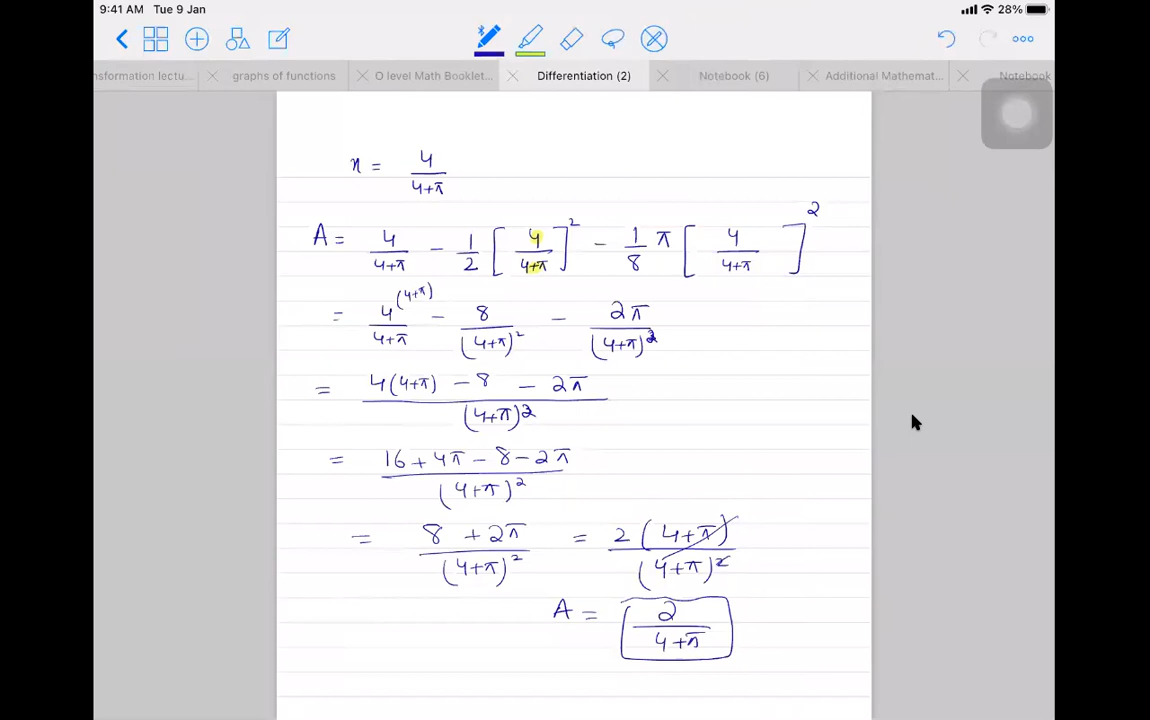 9:41 AM Tue 9 Jan 28%
nsformation lectu... graphs of functions O level Math Booklet... Differentiation (2) Notebook (6) Additional Mathemat... Notebook
x = 4/(4+π)
A = 4/(4+π) - 1/2 [4/(4+π)]² - 1/8 π [4/(4+π)]²
= 4(4+π)/(4+π) - 8/(4+π)² - 2π/(4+π)²
= (4(4+π) - 8 - 2π)/(4+π)²
= (16 + 4π - 8 - 2π)/(4+π)²
= (8 + 2π)/(4+π)² = 2(4+π)/(4+π)²
A = 2/(4+π)